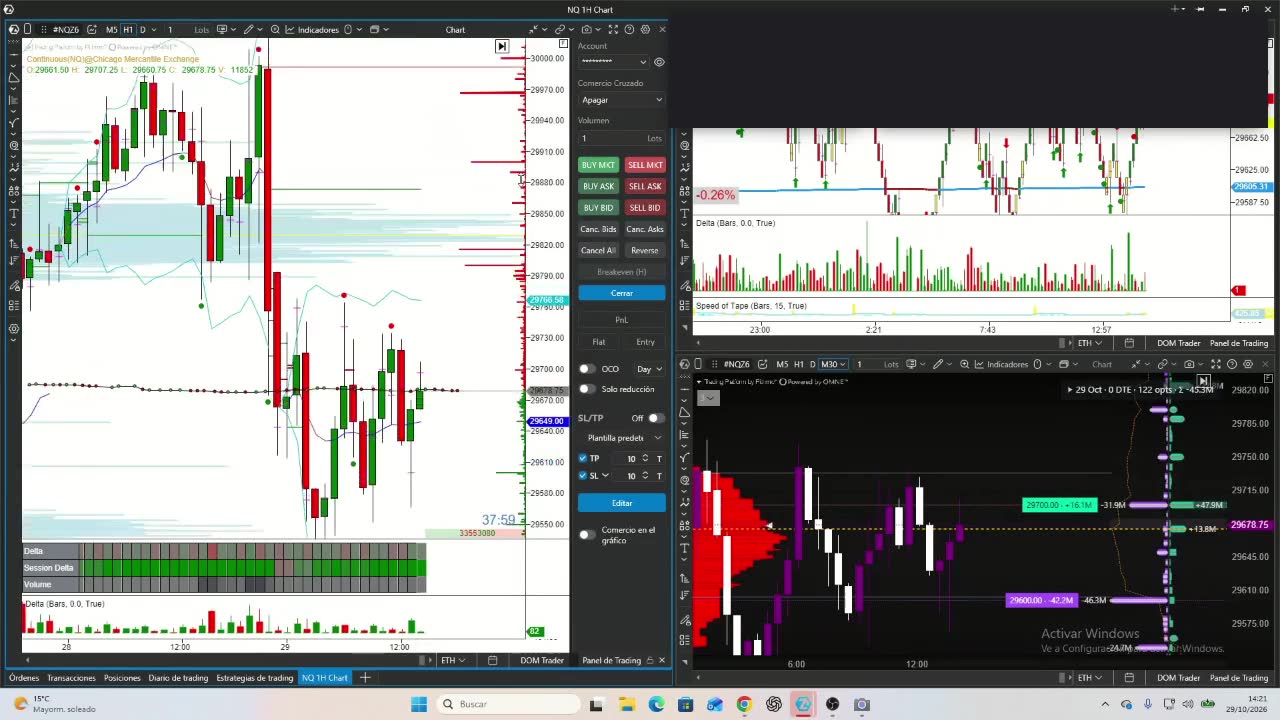 NQ 1H Chart
#NQZ6 M5 H1 D 1 Lots Indicadores Chart
Continuous(NQ)@Chicago Mercantile Exchange
O:29661.50 H: 29707.25 L: 29660.75 C: 29678.75 V: 11852
30000.00
29970.00
29940.00
29910.00
29880.00
29850.00
29820.00
29790.00
29766.58
29760.00
29730.00
29700.00
29678.75
29670.00
29649.00
29640.00
29610.00
29580.00
29550.00
37:59
33553080
Delta
Session Delta
Volume
Delta (Bars, 0.0, True)
82
28 12:00 29 12:00
ETH DOM Trader Panel de Trading
Account
*********
Comercio Cruzado
Apagar
Volumen
1 Lots
BUY MKT SELL MKT
BUY ASK SELL ASK
BUY BID SELL BID
Canc. Bids Canc. Asks
Cancel All Reverse
Breakeven (H)
Cerrar
PnL
Flat Entry
OCO Day
Solo reducción
SL/TP Off
Plantilla predete
TP 10 T
SL 10 T
Editar
Comercio en el
gráfico
29662.50
29625.00
29605.31
29587.50
-0.26%
Delta (Bars, 0.0, True)
1
Speed of Tape (Bars, 15, True)
23:00 2:21 7:43 12:57
ETH DOM Trader Panel de Trading
#NQZ6 M5 H1 D M30 1 Lots Indicadores Chart
29 Oct - 0 DTE - 122 opts - Σ -45.3M
29820.00
29785.00
29750.00
29715.00
29678.75
29645.00
29610.00
29575.00
29700.00 - +16.1M -31.9M +47.9M
+13.8M
29600.00 - -42.2M -46.3M
Activar Windows
Ve a Configuración para activar Windows.
6:00 12:00
ETH DOM Trader Panel de Trading
Órdenes Transacciones Posiciones Diario de trading Estrategias de trading NQ 1H Chart
15°C
Mayorm. soleado
Buscar
14:21
29/10/2026